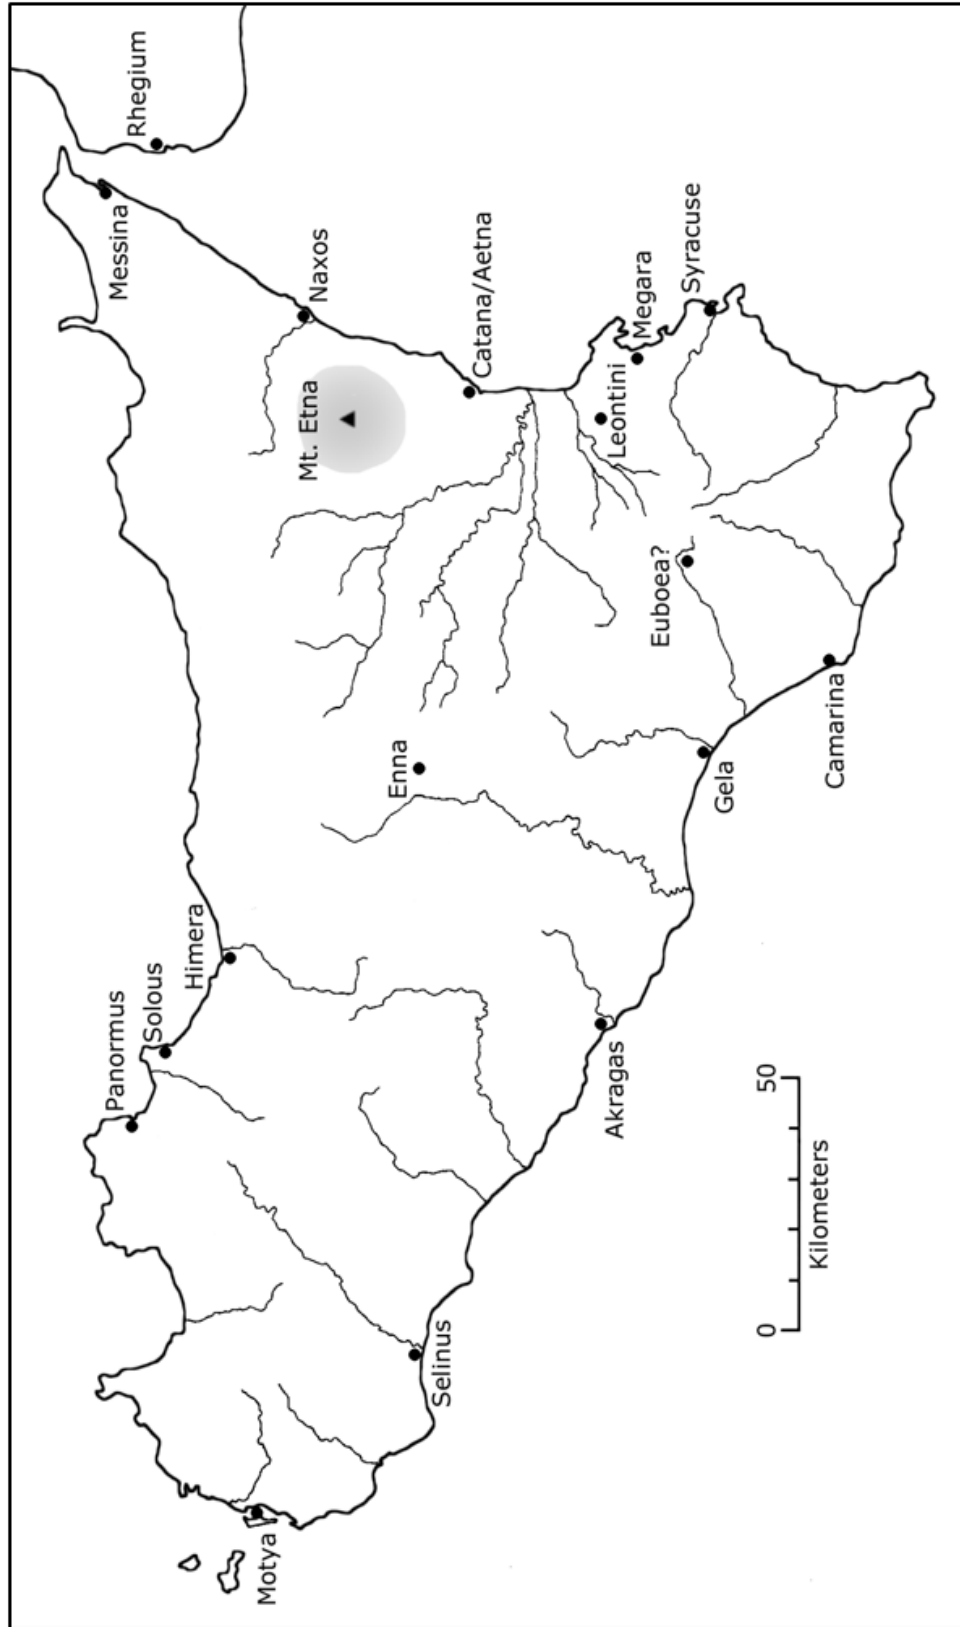 Rhegium
Messina
Naxos
Mt. Etna
Catana/Aetna
Syracuse
Megara
Leontini
Euboea?
Camarina
Gela
Enna
Himera
Solous
Panormus
Akragas
Selinus
Motya
0 50
Kilometers